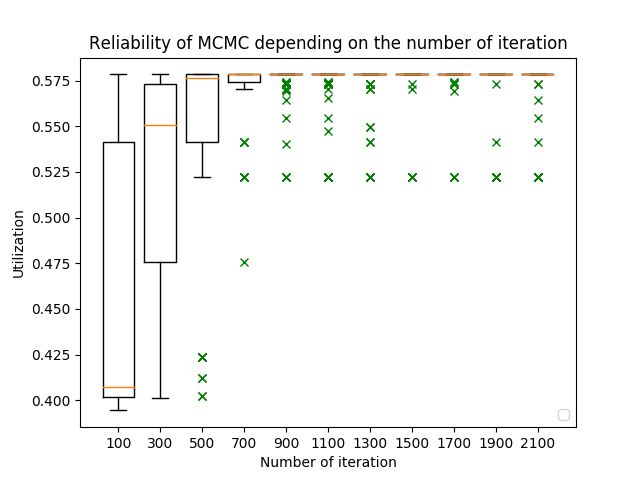 Reliability of MCMC depending on the number of iteration
0.575
0.550
0.525
0.500
0.475
0.450
0.425
0.400
Utilization
100 300 500 700 900 1100 1300 1500 1700 1900 2100
Number of iteration